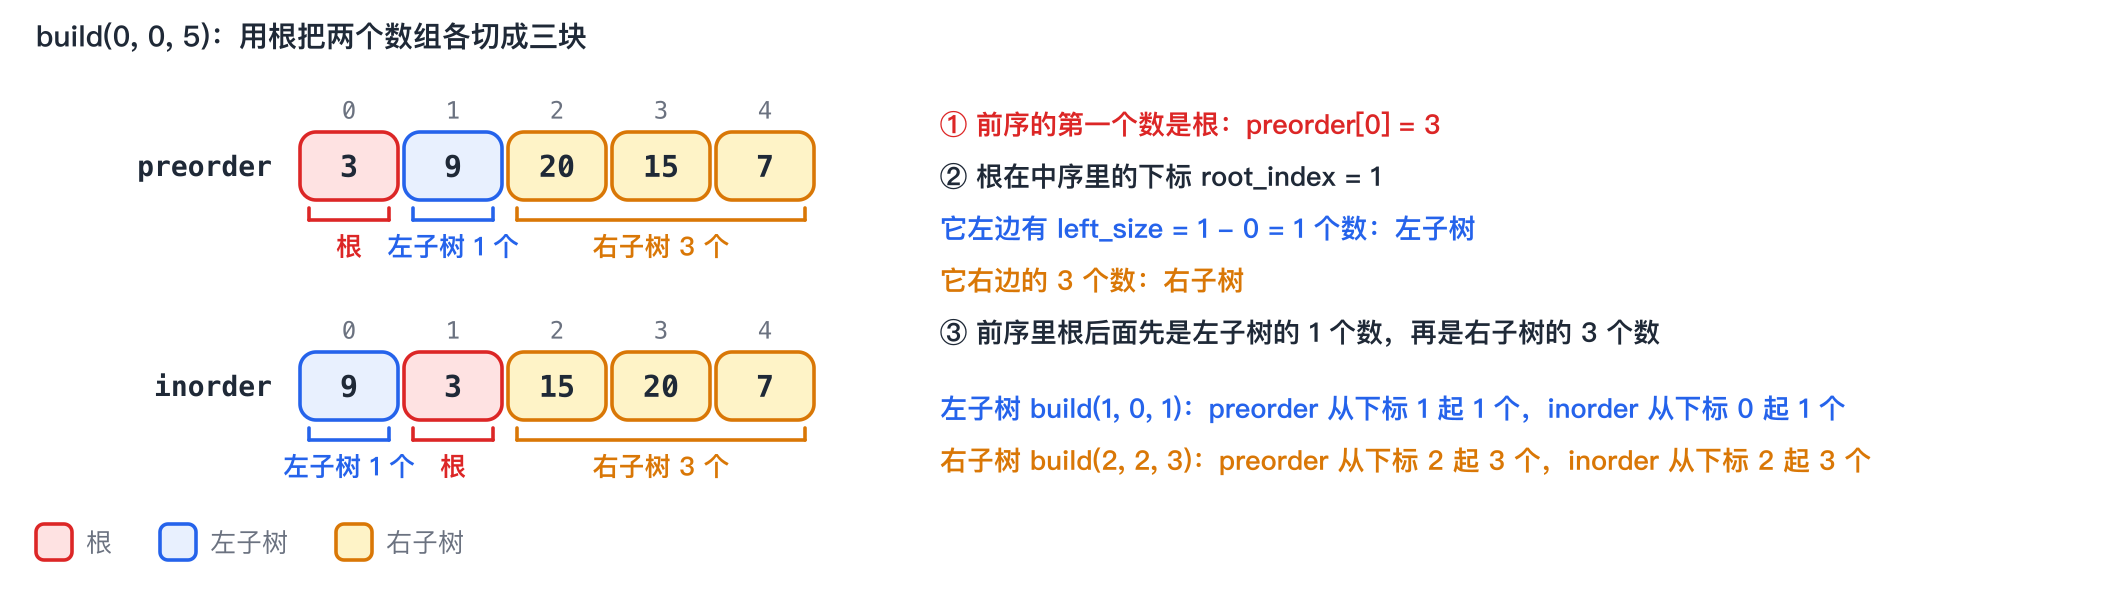 build(0, 0, 5)：用根把两个数组各切成三块
0 1 2 3 4
preorder 3 9 20 15 7
根 左子树 1 个 右子树 3 个
0 1 2 3 4
inorder 9 3 15 20 7
左子树 1 个 根 右子树 3 个
根 左子树 右子树
① 前序的第一个数是根：preorder[0] = 3
② 根在中序里的下标 root_index = 1
它左边有 left_size = 1 − 0 = 1 个数：左子树
它右边的 3 个数：右子树
③ 前序里根后面先是左子树的 1 个数，再是右子树的 3 个数
左子树 build(1, 0, 1)：preorder 从下标 1 起 1 个，inorder 从下标 0 起 1 个
右子树 build(2, 2, 3)：preorder 从下标 2 起 3 个，inorder 从下标 2 起 3 个